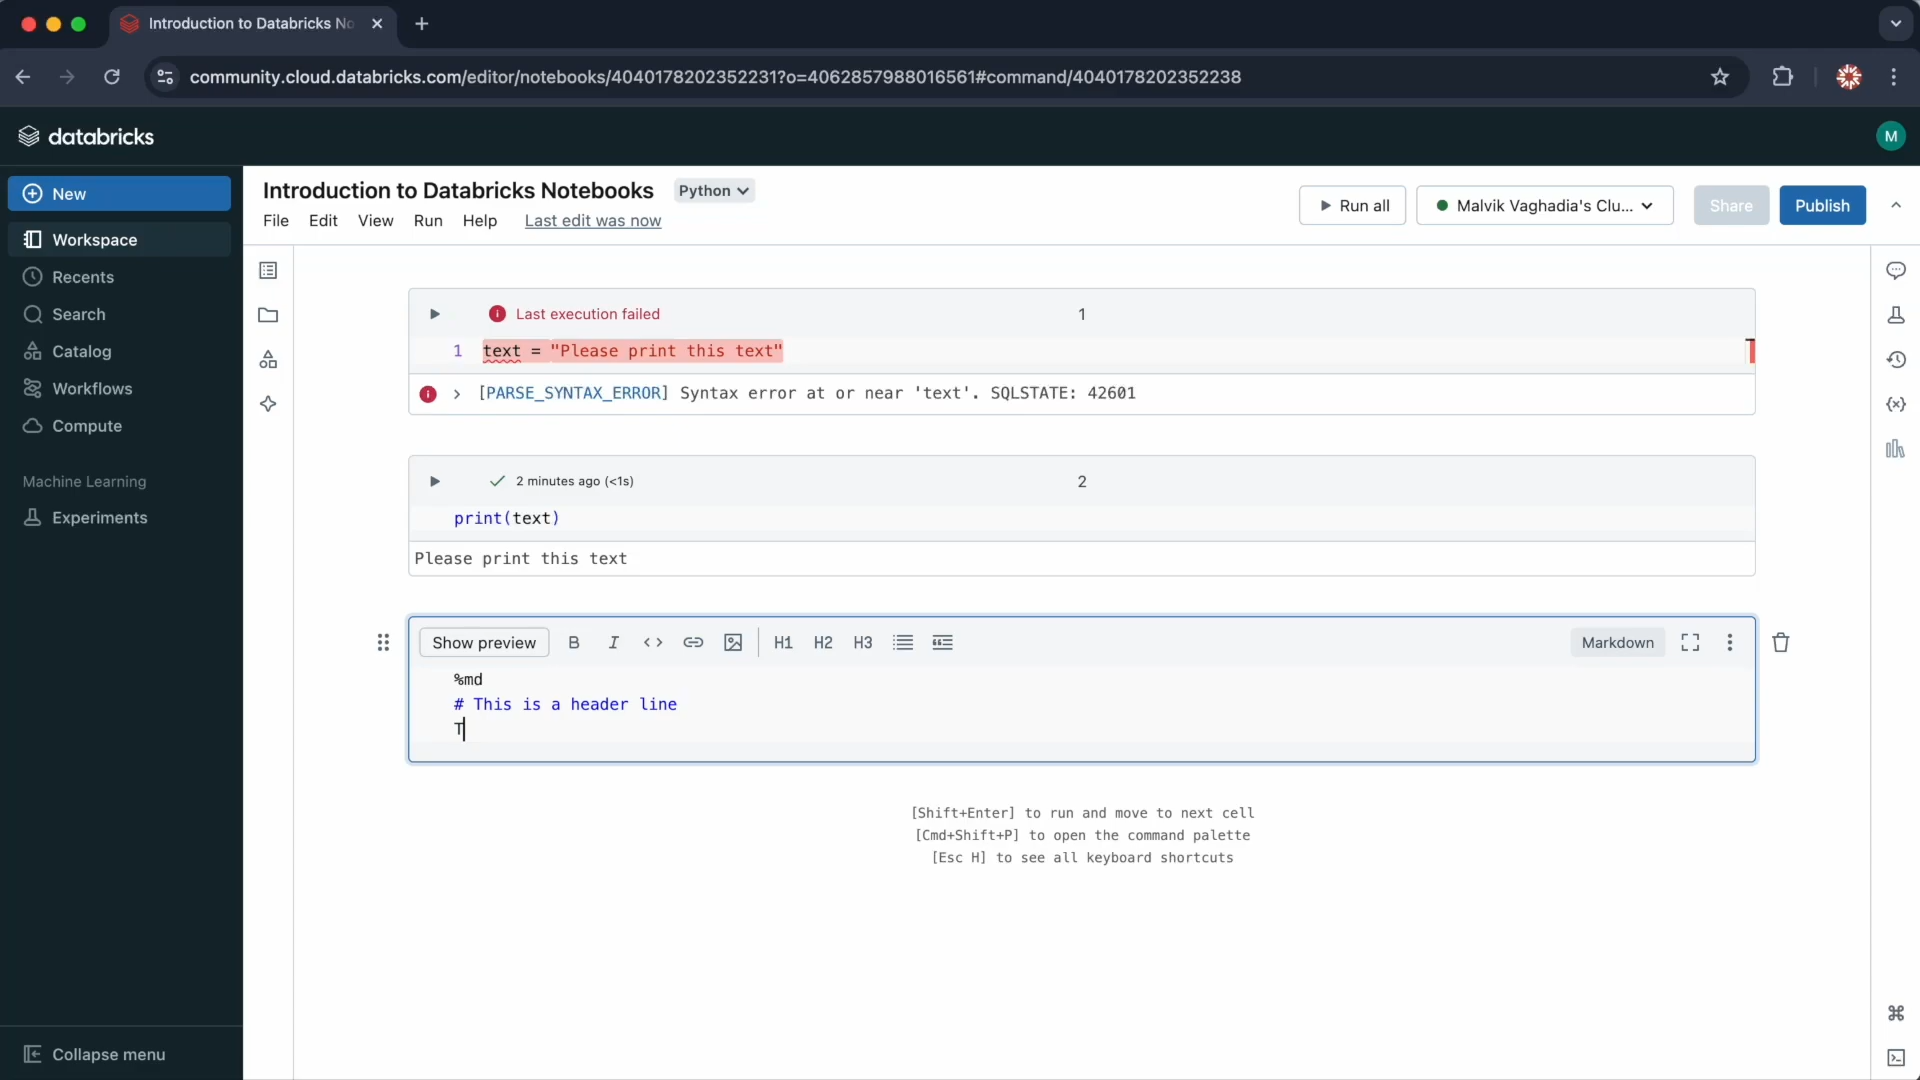 Introduction to Databricks No
community.cloud.databricks.com/editor/notebooks/4040178202352231?o=4062857988016561#command/4040178202352238
databricks
M
New
Workspace
Recents
Search
Catalog
Workflows
Compute
Machine Learning
Experiments
Collapse menu
Introduction to Databricks Notebooks
Python
File Edit View Run Help Last edit was now
Run all
Malvik Vaghadia's Clu...
Share
Publish
Last execution failed
1
1 text = "Please print this text"
[PARSE_SYNTAX_ERROR] Syntax error at or near 'text'. SQLSTATE: 42601
2 minutes ago (<1s)
2
print(text)
Please print this text
Show preview B I <> H1 H2 H3 Markdown
%md
# This is a header line
T
[Shift+Enter] to run and move to next cell
[Cmd+Shift+P] to open the command palette
[Esc H] to see all keyboard shortcuts